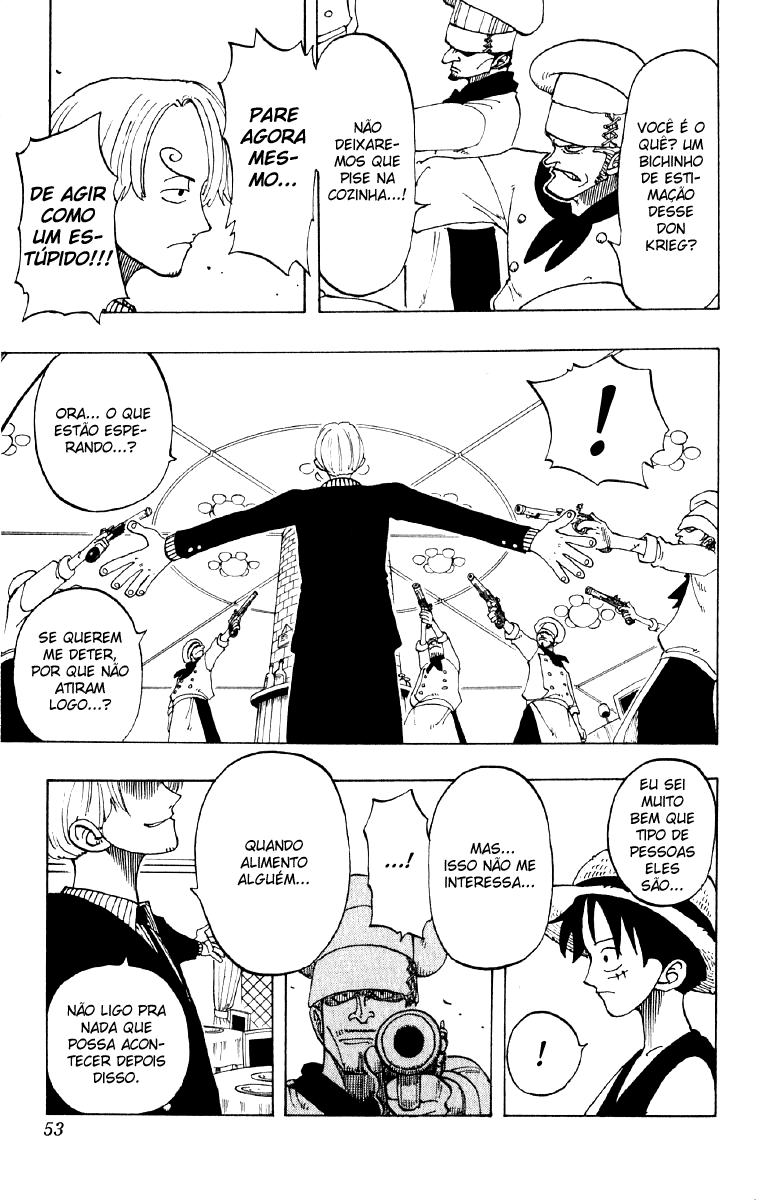 VOCÊ É O
QUÊ? UM
BICHINHO
DE ESTI-
MAÇÃO
DESSE
DON
KRIEG?
NÃO
DEIXARE-
MOS QUE
PISE NA
COZINHA...!
PARE
AGORA
MES-
MO...
DE AGIR
COMO
UM ES-
TÚPIDO!!!
!
ORA... O QUE
ESTÃO ESPE-
RANDO...?
SE QUEREM
ME DETER,
POR QUE NÃO
ATIRAM
LOGO...?
EU SEI
MUITO
BEM QUE
TIPO DE
PESSOAS
ELES
SÃO...
!
MAS...
ISSO NÃO ME
INTERESSA...
...!
QUANDO
ALIMENTO
ALGUÉM...
NÃO LIGO PRA
NADA QUE
POSSA ACON-
TECER DEPOIS
DISSO.
53